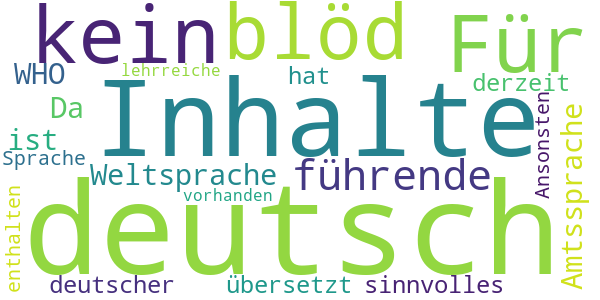 kein blöd Für
WHO lehrreiche hat derzeit
Da Inhalte
ist
Sprache Weltsprache führende Ansonsten Amtssprache
vorhanden
enthalten deutsch
deutscher übersetzt sinnvolles